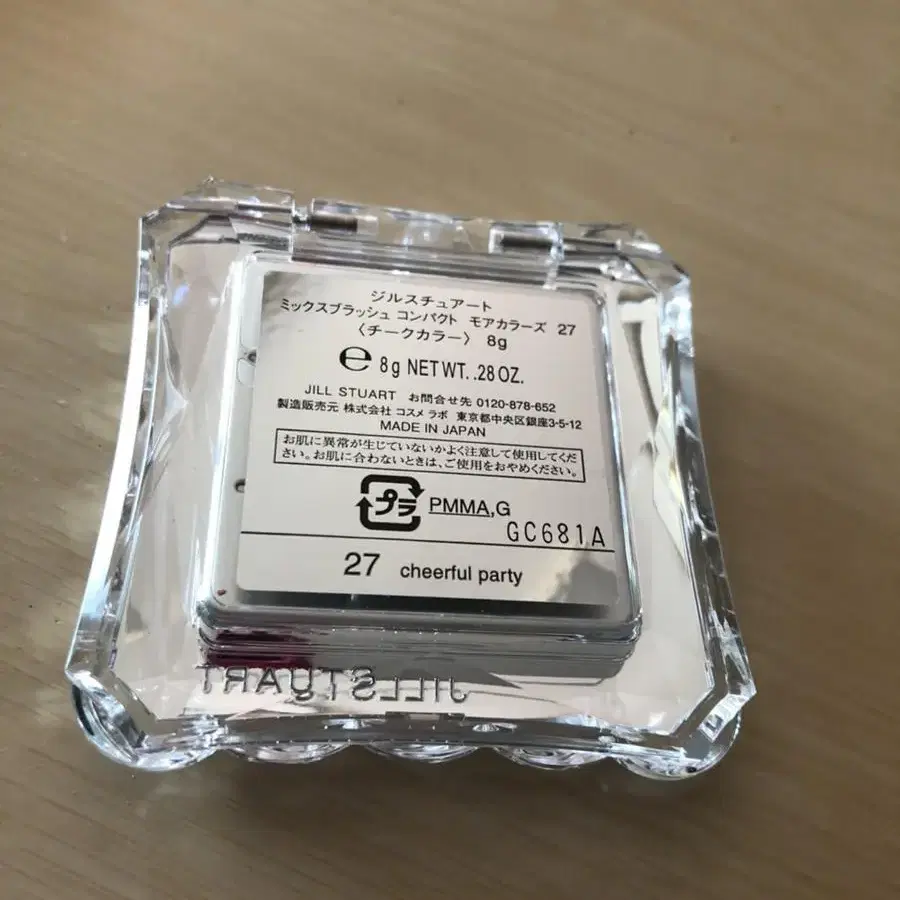 ジルスチュアート
ミックスブラッシュ コンパクト モアカラーズ 27
〈チークカラー〉 8g
℮ 8g NET WT. .28 OZ.
JILL STUART お問合せ先 0120-878-652
製造販売元 株式会社 コスメ ラボ 東京都中央区銀座3-5-12
MADE IN JAPAN
お肌に異常が生じていないかよく注意して使用してくだ
さい。お肌に合わないときは、ご使用をおやめください。
プラ PMMA,G
GC681A
27 cheerful party
JILLSTUART